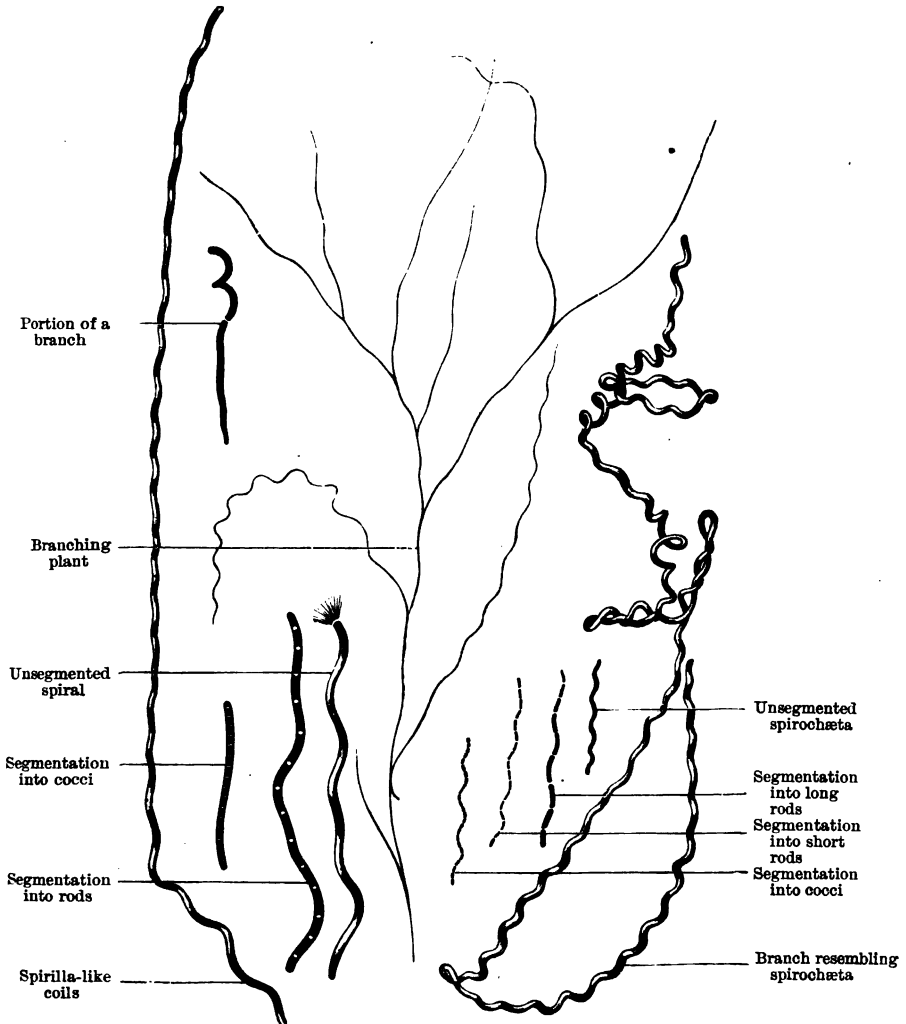 Portion of a
branch
Branching
plant
Unsegmented
spiral
Segmentation
into cocci
Segmentation
into rods
Spirilla-like
coils
Unsegmented
spirochæta
Segmentation
into long
rods
Segmentation
into short
rods
Segmentation
into cocci
Branch resembling
spirochæta